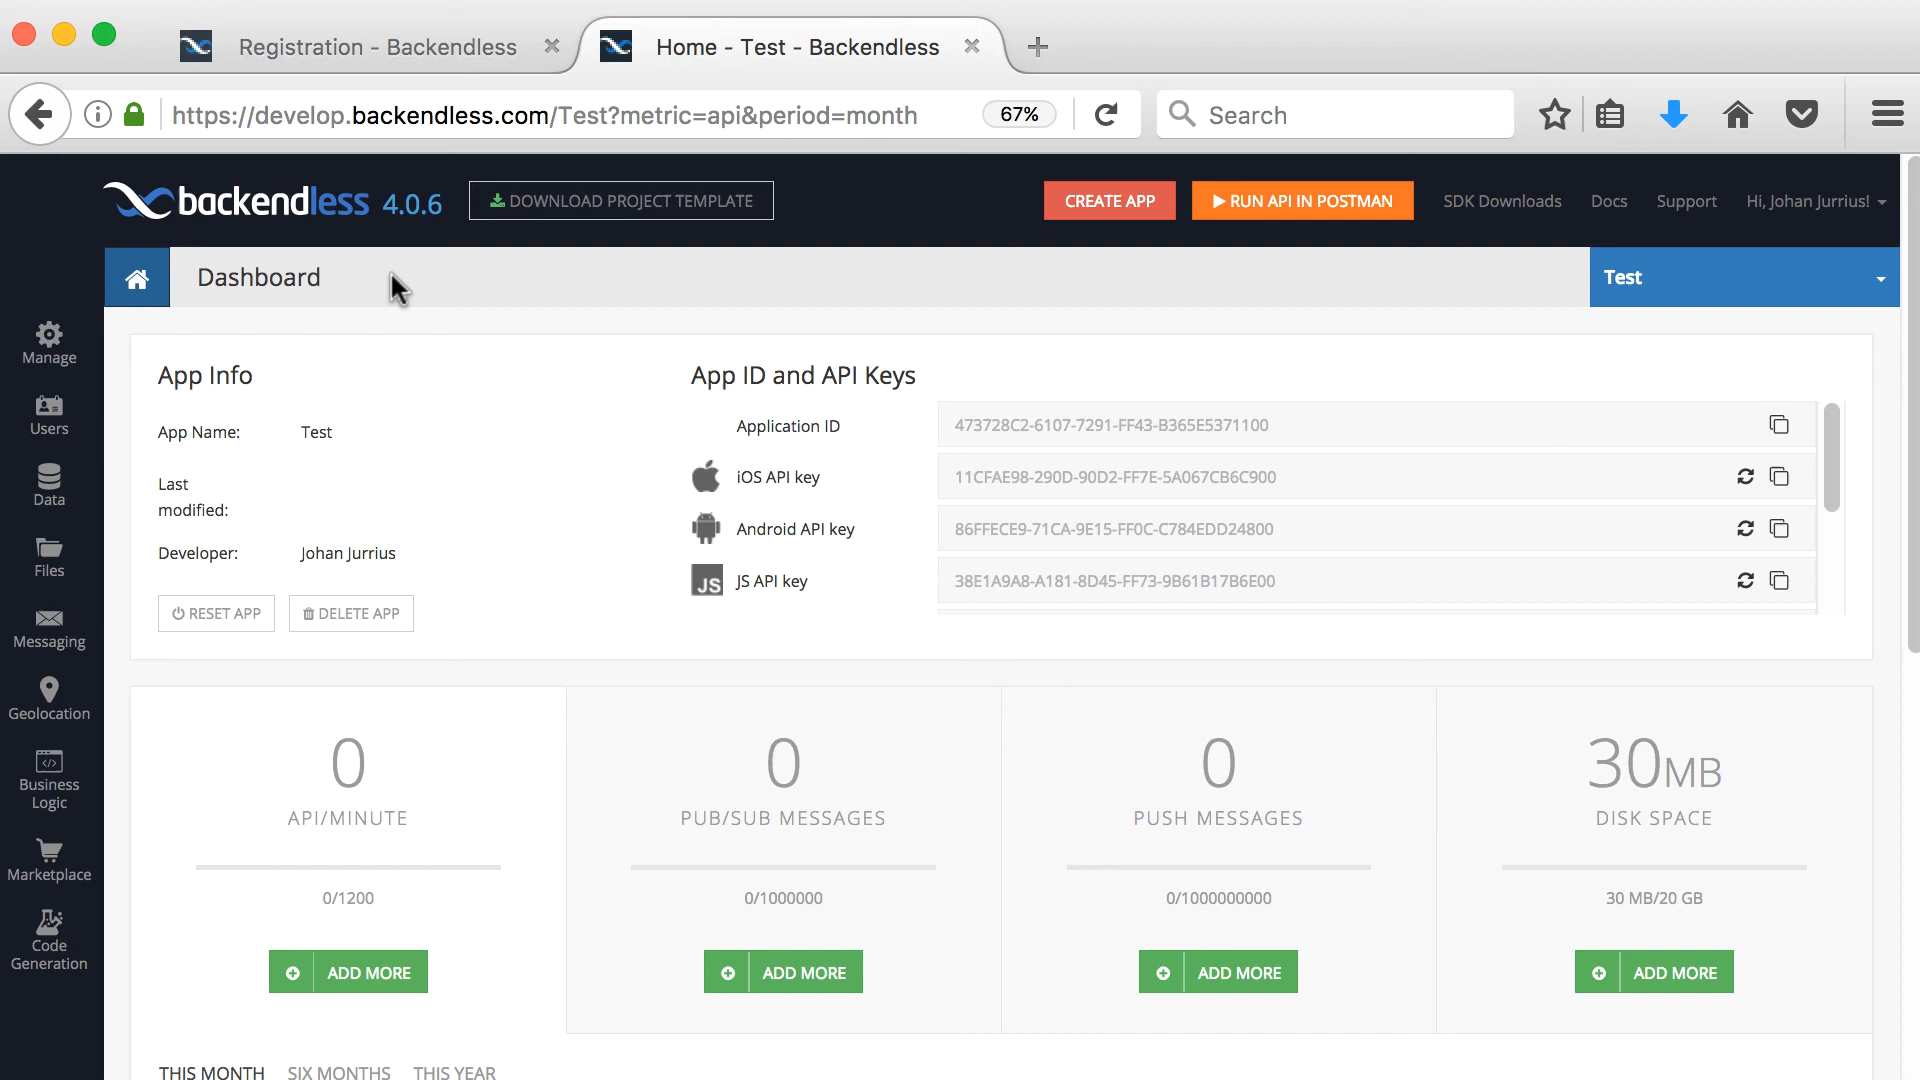 Registration - Backendless
Home - Test - Backendless
https://develop.backendless.com/Test?metric=api&period=month
67%
Search
backendless 4.0.6
DOWNLOAD PROJECT TEMPLATE
CREATE APP
RUN API IN POSTMAN
SDK Downloads
Docs
Support
Hi, Johan Jurrius!
Dashboard
Test
Manage
Users
Data
Files
Messaging
Geolocation
Business
Logic
Marketplace
Code
Generation
App Info
App Name: Test
Last
modified:
Developer: Johan Jurrius
RESET APP
DELETE APP
App ID and API Keys
Application ID 473728C2-6107-7291-FF43-B365E5371100
iOS API key 11CFAE98-290D-90D2-FF7E-5A067CB6C900
Android API key 86FFECE9-71CA-9E15-FF0C-C784EDD24800
JS JS API key 38E1A9A8-A181-8D45-FF73-9B61B17B6E00
0
API/MINUTE
0/1200
ADD MORE
0
PUB/SUB MESSAGES
0/1000000
ADD MORE
0
PUSH MESSAGES
0/1000000000
ADD MORE
30MB
DISK SPACE
30 MB/20 GB
ADD MORE
THIS MONTH SIX MONTHS THIS YEAR